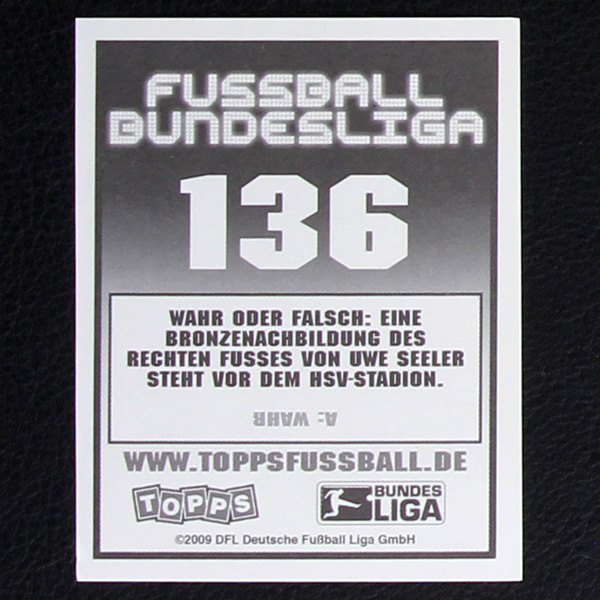 FUSSBALL
BUNDESLIGA
136
WAHR ODER FALSCH: EINE
BRONZENACHBILDUNG DES
RECHTEN FUSSES VON UWE SEELER
STEHT VOR DEM HSV-STADION.
A: WAHR
WWW.TOPPSFUSSBALL.DE
TOPPS
BUNDES
LIGA
©2009 DFL Deutsche Fußball Liga GmbH